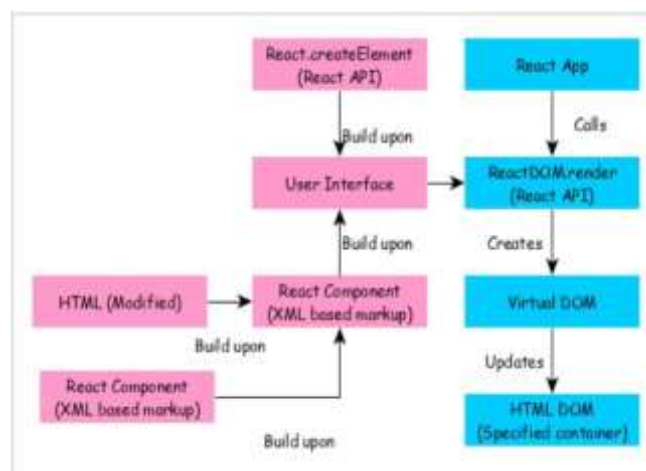 React.createElement
(React API)
React App
Build upon
Calls
User Interface
ReactDOM.render
(React API)
Build upon
Creates
HTML (Modified)
React Component
(XML based markup)
Virtual DOM
Build upon
Updates
React Component
(XML based markup)
HTML DOM
(Specified container)
Build upon